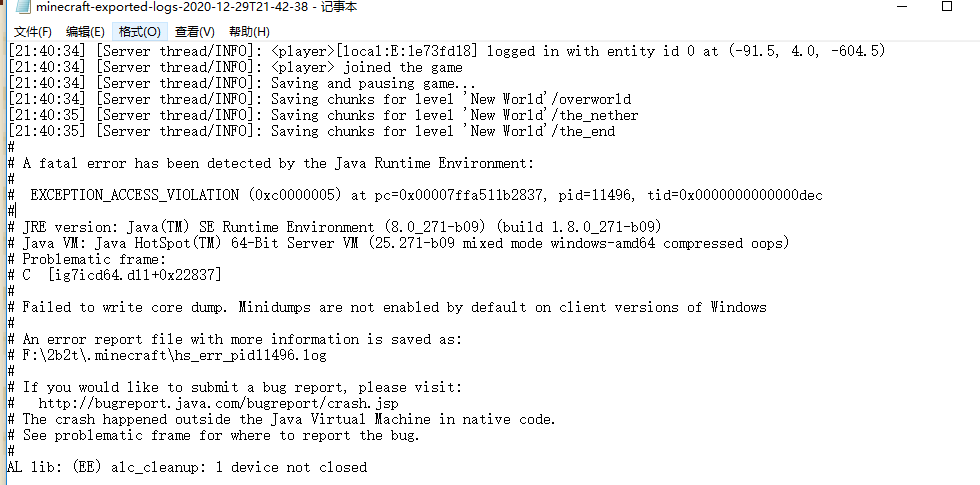 minecraft-exported-logs-2020-12-29T21-42-38 - 记事本
文件(F) 编辑(E) 格式(O) 查看(V) 帮助(H)
[21:40:34] [Server thread/INFO]: <player>[local:E:1e73fd18] logged in with entity id 0 at (-91.5, 4.0, -604.5)
[21:40:34] [Server thread/INFO]: <player> joined the game
[21:40:34] [Server thread/INFO]: Saving and pausing game...
[21:40:34] [Server thread/INFO]: Saving chunks for level 'New World'/overworld
[21:40:35] [Server thread/INFO]: Saving chunks for level 'New World'/the_nether
[21:40:35] [Server thread/INFO]: Saving chunks for level 'New World'/the_end
#
# A fatal error has been detected by the Java Runtime Environment:
#
#  EXCEPTION_ACCESS_VIOLATION (0xc0000005) at pc=0x00007ffa511b2837, pid=11496, tid=0x0000000000000dec
#
# JRE version: Java(TM) SE Runtime Environment (8.0_271-b09) (build 1.8.0_271-b09)
# Java VM: Java HotSpot(TM) 64-Bit Server VM (25.271-b09 mixed mode windows-amd64 compressed oops)
# Problematic frame:
# C  [ig7icd64.dll+0x22837]
#
# Failed to write core dump. Minidumps are not enabled by default on client versions of Windows
#
# An error report file with more information is saved as:
# F:\2b2t\.minecraft\hs_err_pid11496.log
#
# If you would like to submit a bug report, please visit:
#   http://bugreport.java.com/bugreport/crash.jsp
# The crash happened outside the Java Virtual Machine in native code.
# See problematic frame for where to report the bug.
#
AL lib: (EE) alc_cleanup: 1 device not closed